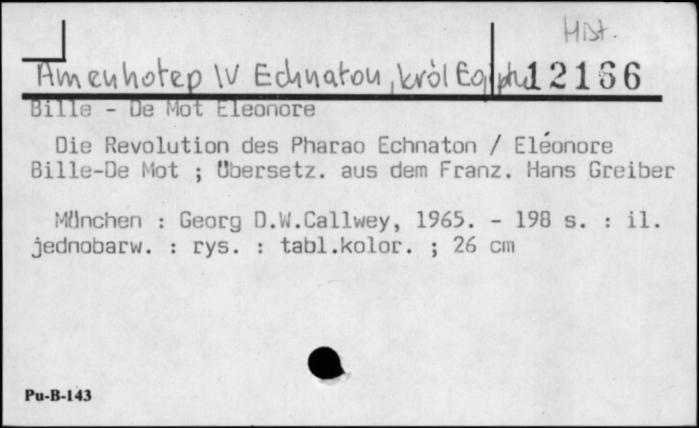 Hist.
Amenhotep IV Echnaton, król Egiptu 12166
Bille - De Mot Eleonore
Die Revolution des Pharao Echnaton / Eléonore
Bille-De Mot ; Übersetz. aus dem Franz. Hans Greiber
München : Georg D.W.Callwey, 1965. - 198 s. : il.
jednobarw. : rys. : tabl.kolor. ; 26 cm
Pu-B-143